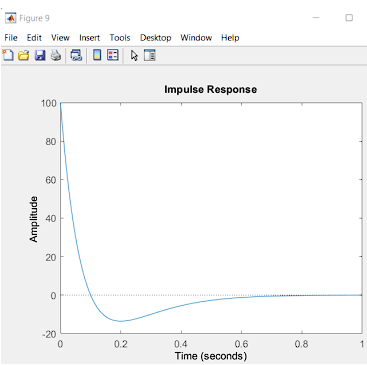 Figure 9
File Edit View Insert Tools Desktop Window Help
Impulse Response
Amplitude
100
80
60
40
20
0
-20
0 0.2 0.4 0.6 0.8 1
Time (seconds)